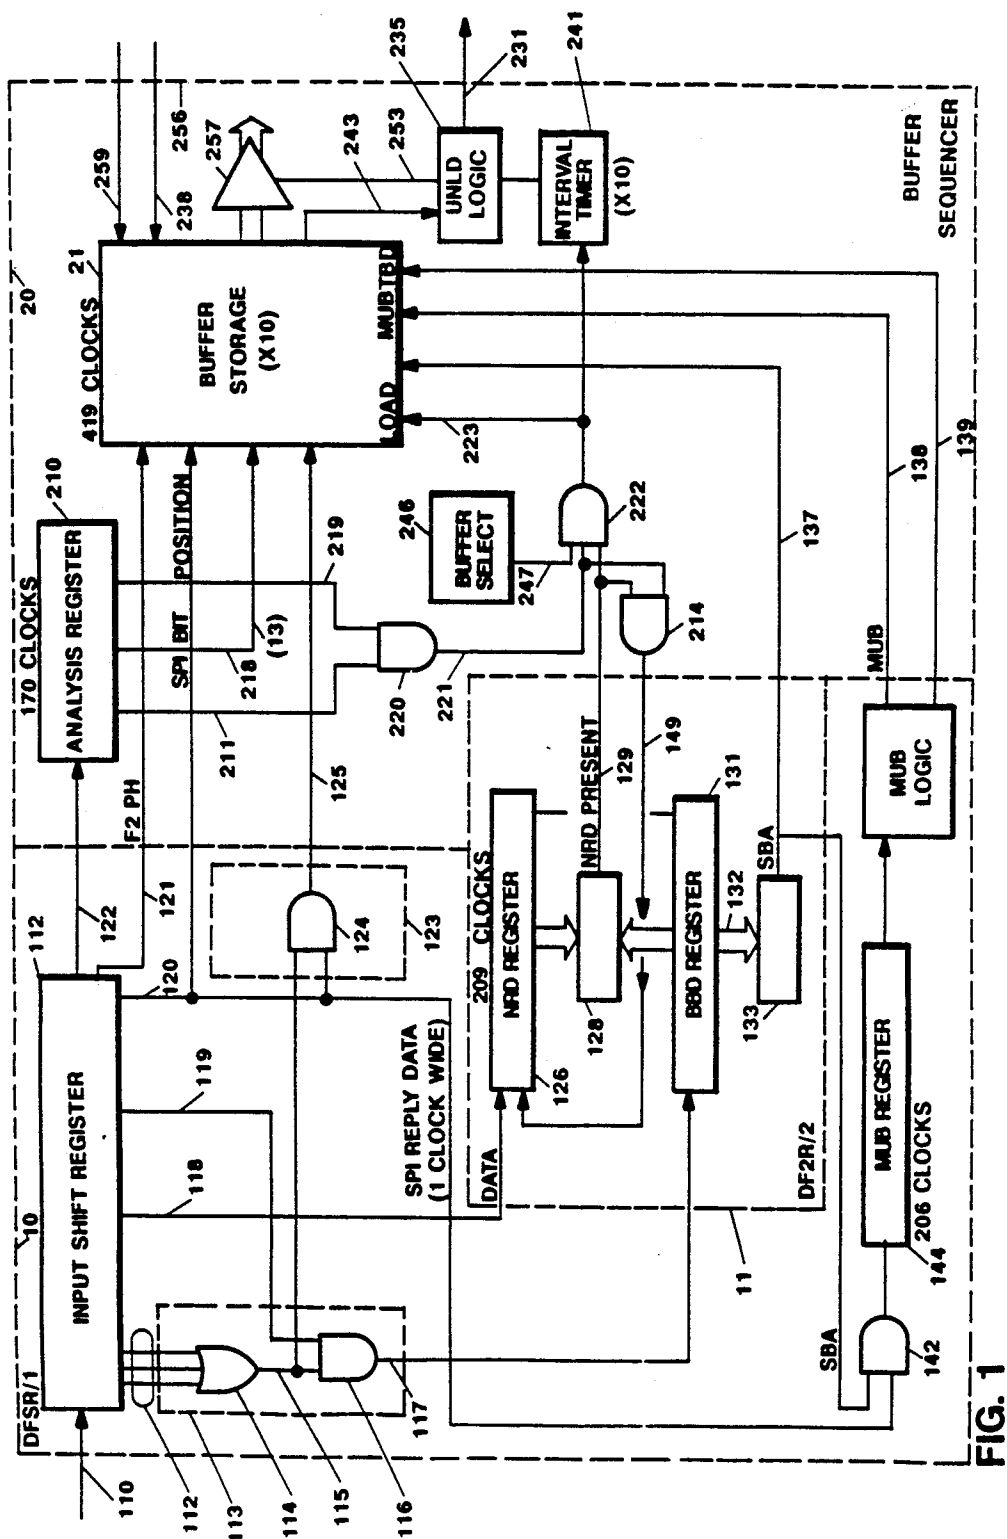 20
DFSR/1
10
INPUT SHIFT REGISTER
112
110
112
113
114
115
116
117
118
119
120
121
122
F2 PH
123
124
125
170 CLOCKS
ANALYSIS REGISTER
210
211
218
(13)
219
SPI BIT POSITION
220
221
419 CLOCKS
21
BUFFER
STORAGE
(X10)
LOAD
MUB
TBD
259
238
256
257
243
253
235
UNLD
LOGIC
231
241
INTERVAL
TIMER
(X10)
223
246
BUFFER
SELECT
247
222
214
BUFFER
SEQUENCER
SPI REPLY DATA
(1 CLOCK WIDE)
209 CLOCKS
NRD REGISTER
126
DATA
NRD PRESENT
128
129
149
BBD REGISTER
131
132
133
SBA
137
DF2R/2
11
SBA
142
144
MUB REGISTER
206 CLOCKS
MUB
LOGIC
MUB
138
139
FIG. 1